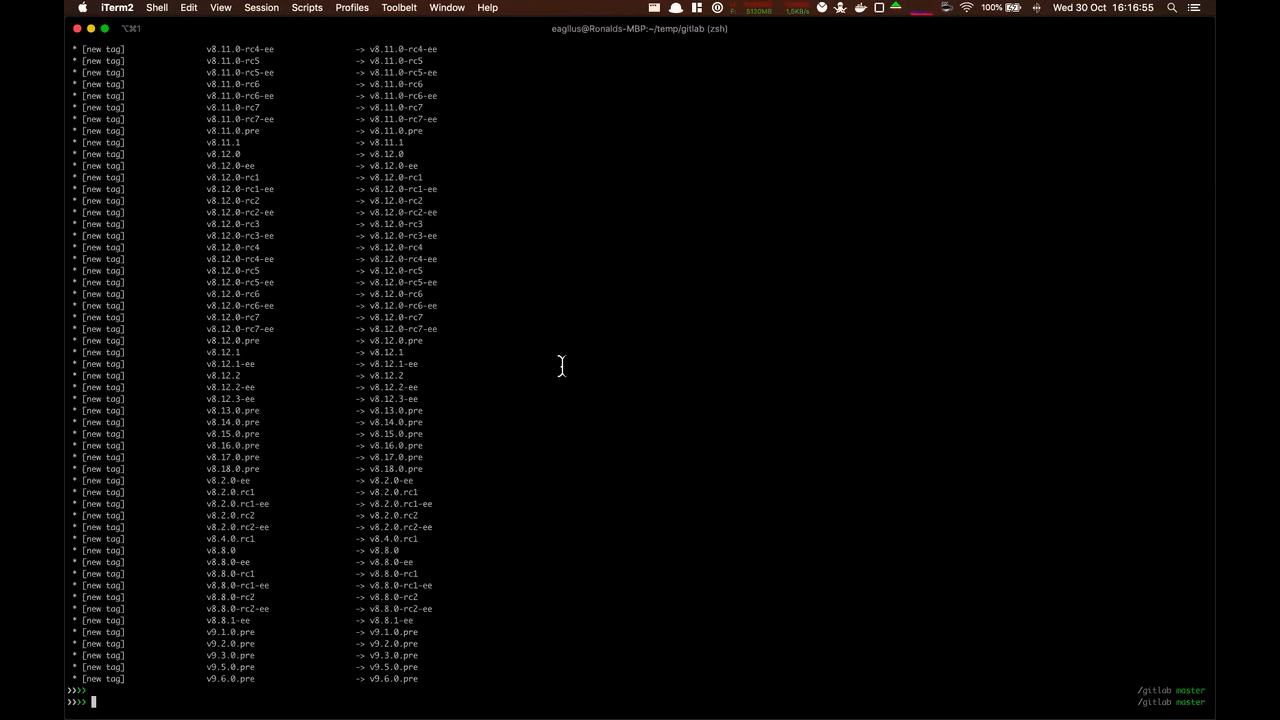 iTerm2 Shell Edit View Session Scripts Profiles Toolbelt Window Help 100% Wed 30 Oct 16:16:55
⌥⌘1 eagllus@Ronalds-MBP:~/temp/gitlab (zsh)
* [new tag] v8.11.0-rc4-ee -> v8.11.0-rc4-ee
* [new tag] v8.11.0-rc5 -> v8.11.0-rc5
* [new tag] v8.11.0-rc5-ee -> v8.11.0-rc5-ee
* [new tag] v8.11.0-rc6 -> v8.11.0-rc6
* [new tag] v8.11.0-rc6-ee -> v8.11.0-rc6-ee
* [new tag] v8.11.0-rc7 -> v8.11.0-rc7
* [new tag] v8.11.0-rc7-ee -> v8.11.0-rc7-ee
* [new tag] v8.11.0.pre -> v8.11.0.pre
* [new tag] v8.11.1 -> v8.11.1
* [new tag] v8.12.0 -> v8.12.0
* [new tag] v8.12.0-ee -> v8.12.0-ee
* [new tag] v8.12.0-rc1 -> v8.12.0-rc1
* [new tag] v8.12.0-rc1-ee -> v8.12.0-rc1-ee
* [new tag] v8.12.0-rc2 -> v8.12.0-rc2
* [new tag] v8.12.0-rc2-ee -> v8.12.0-rc2-ee
* [new tag] v8.12.0-rc3 -> v8.12.0-rc3
* [new tag] v8.12.0-rc3-ee -> v8.12.0-rc3-ee
* [new tag] v8.12.0-rc4 -> v8.12.0-rc4
* [new tag] v8.12.0-rc4-ee -> v8.12.0-rc4-ee
* [new tag] v8.12.0-rc5 -> v8.12.0-rc5
* [new tag] v8.12.0-rc5-ee -> v8.12.0-rc5-ee
* [new tag] v8.12.0-rc6 -> v8.12.0-rc6
* [new tag] v8.12.0-rc6-ee -> v8.12.0-rc6-ee
* [new tag] v8.12.0-rc7 -> v8.12.0-rc7
* [new tag] v8.12.0-rc7-ee -> v8.12.0-rc7-ee
* [new tag] v8.12.0.pre -> v8.12.0.pre
* [new tag] v8.12.1 -> v8.12.1
* [new tag] v8.12.1-ee -> v8.12.1-ee
* [new tag] v8.12.2 -> v8.12.2
* [new tag] v8.12.2-ee -> v8.12.2-ee
* [new tag] v8.12.3-ee -> v8.12.3-ee
* [new tag] v8.13.0.pre -> v8.13.0.pre
* [new tag] v8.14.0.pre -> v8.14.0.pre
* [new tag] v8.15.0.pre -> v8.15.0.pre
* [new tag] v8.16.0.pre -> v8.16.0.pre
* [new tag] v8.17.0.pre -> v8.17.0.pre
* [new tag] v8.18.0.pre -> v8.18.0.pre
* [new tag] v8.2.0-ee -> v8.2.0-ee
* [new tag] v8.2.0.rc1 -> v8.2.0.rc1
* [new tag] v8.2.0.rc1-ee -> v8.2.0.rc1-ee
* [new tag] v8.2.0.rc2 -> v8.2.0.rc2
* [new tag] v8.2.0.rc2-ee -> v8.2.0.rc2-ee
* [new tag] v8.4.0.rc1 -> v8.4.0.rc1
* [new tag] v8.8.0 -> v8.8.0
* [new tag] v8.8.0-ee -> v8.8.0-ee
* [new tag] v8.8.0-rc1 -> v8.8.0-rc1
* [new tag] v8.8.0-rc1-ee -> v8.8.0-rc1-ee
* [new tag] v8.8.0-rc2 -> v8.8.0-rc2
* [new tag] v8.8.0-rc2-ee -> v8.8.0-rc2-ee
* [new tag] v8.8.1-ee -> v8.8.1-ee
* [new tag] v9.1.0.pre -> v9.1.0.pre
* [new tag] v9.2.0.pre -> v9.2.0.pre
* [new tag] v9.3.0.pre -> v9.3.0.pre
* [new tag] v9.5.0.pre -> v9.5.0.pre
* [new tag] v9.6.0.pre -> v9.6.0.pre
❯❯❯❯ /gitlab master
❯❯❯❯ /gitlab master